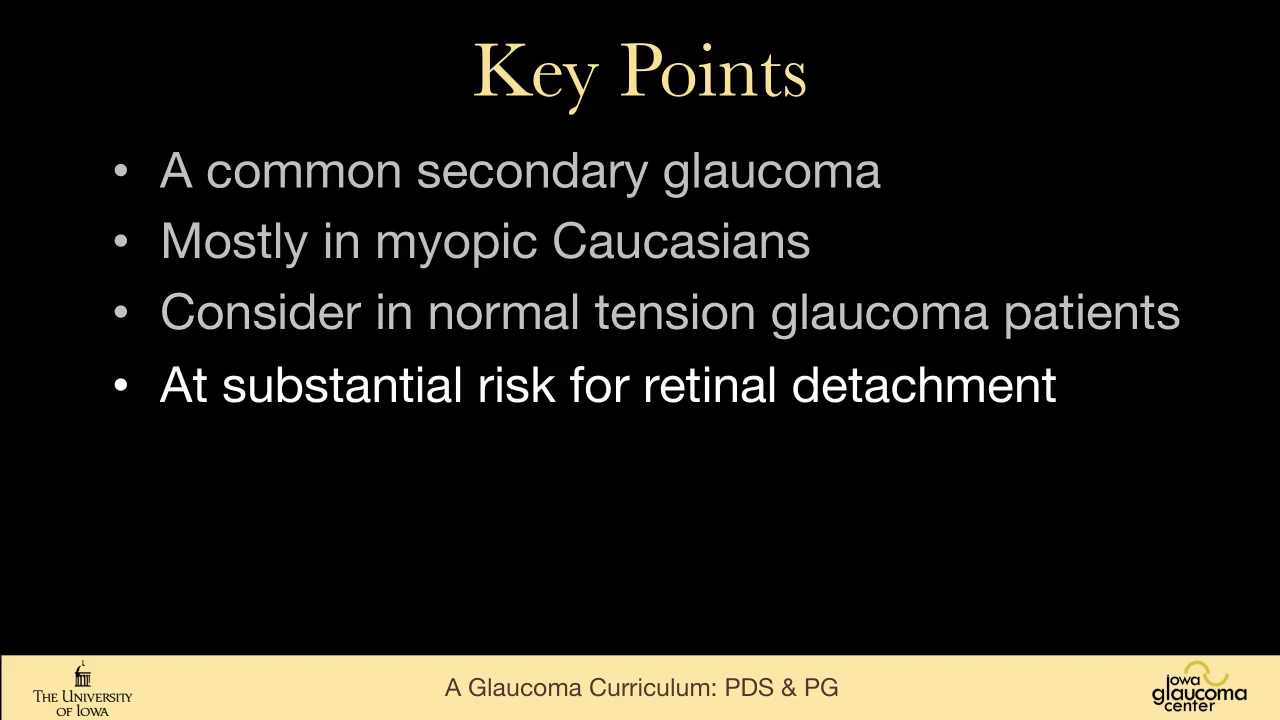 Key Points
• A common secondary glaucoma
• Mostly in myopic Caucasians
• Consider in normal tension glaucoma patients
• At substantial risk for retinal detachment
THE UNIVERSITY
OF IOWA
A Glaucoma Curriculum: PDS & PG
Iowa
glaucoma
center